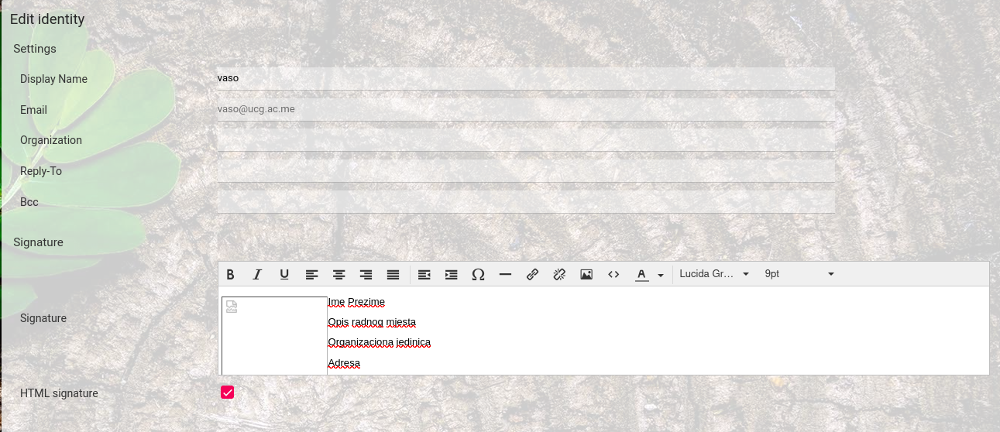 Edit identity
Settings
Display Name vaso
Email vaso@ucg.ac.me
Organization
Reply-To
Bcc
Signature
B I U Ω A Lucida Gr... 9pt
Signature
Ime Prezime
Opis radnog mjesta
Organizaciona jedinica
Adresa
HTML signature